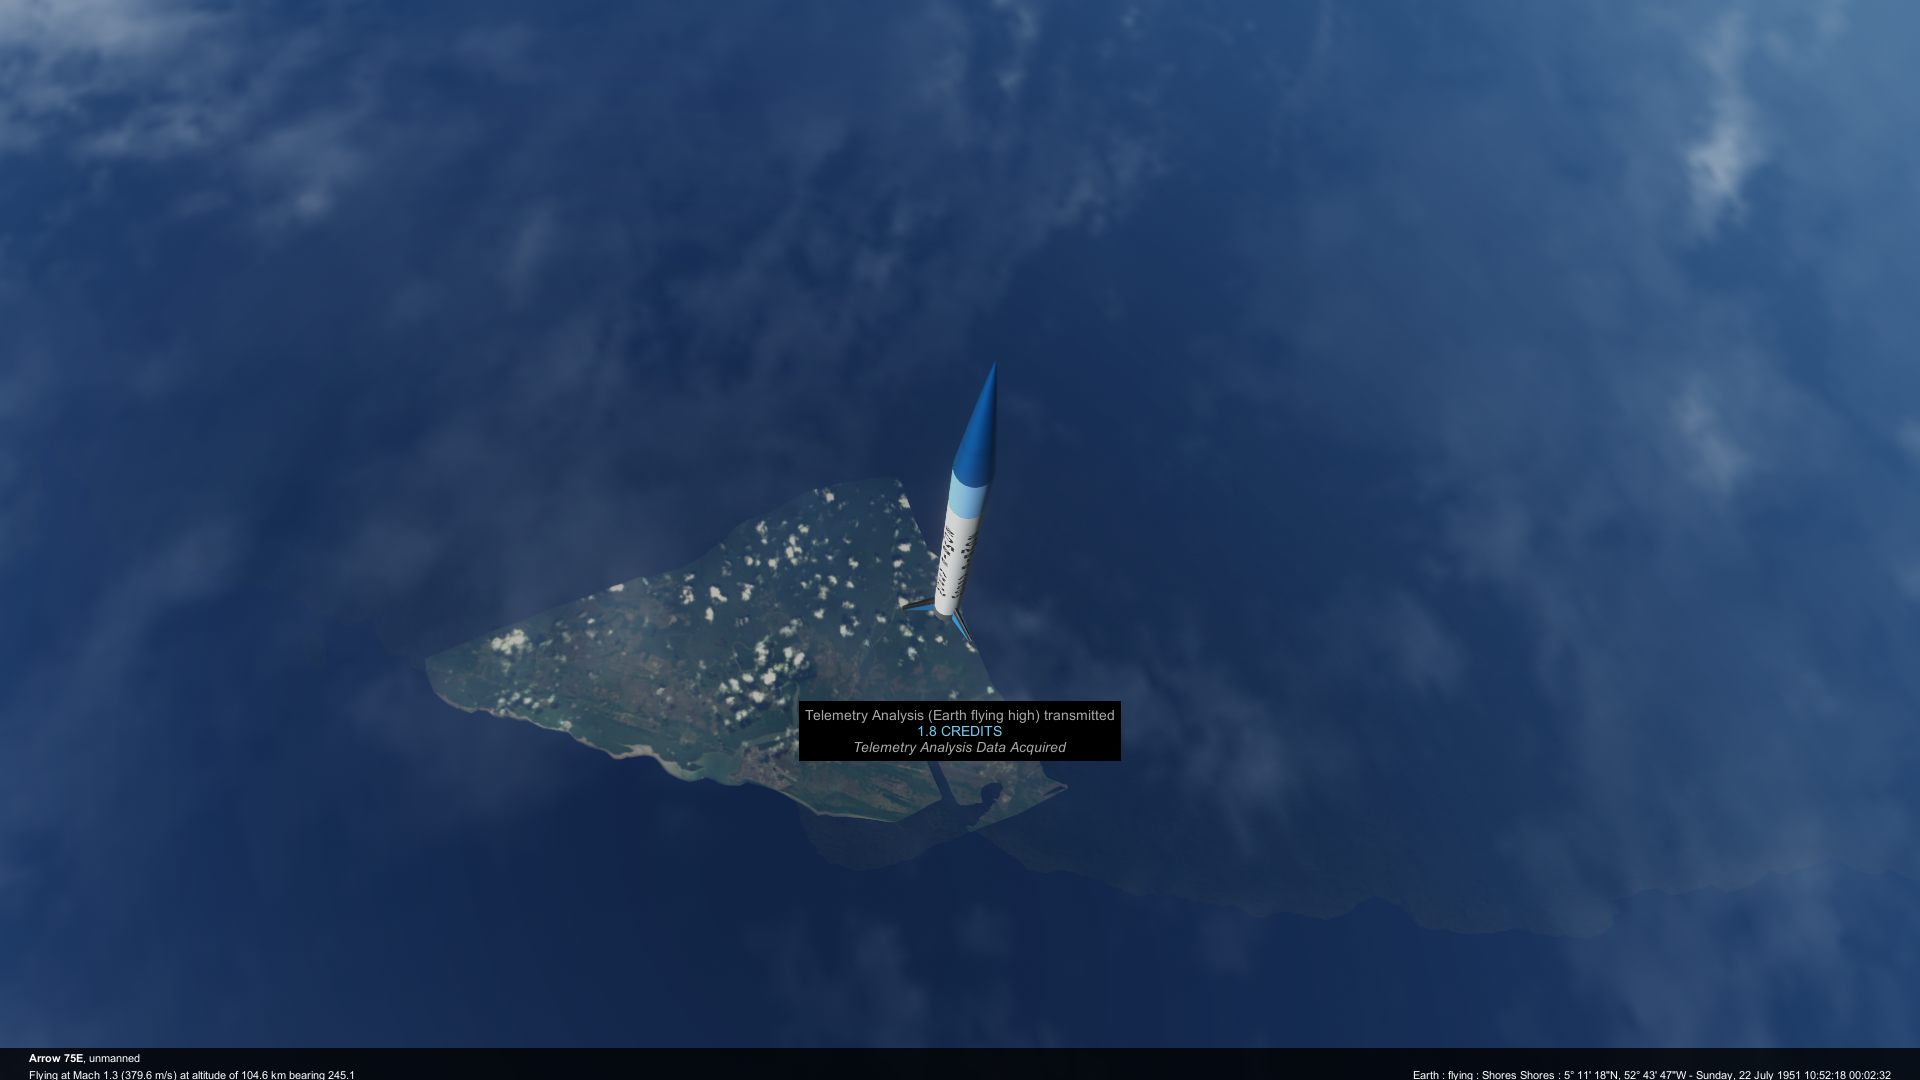 Telemetry Analysis (Earth flying high) transmitted
1.8 CREDITS
Telemetry Analysis Data Acquired
Arrow 75E, unmanned
Flying at Mach 1.3 (379.6 m/s) at altitude of 104.6 km bearing 245.1
Earth : flying : Shores Shores : 5° 11' 18"N, 52° 43' 47"W - Sunday, 22 July 1951 10:52:18 00:02:32